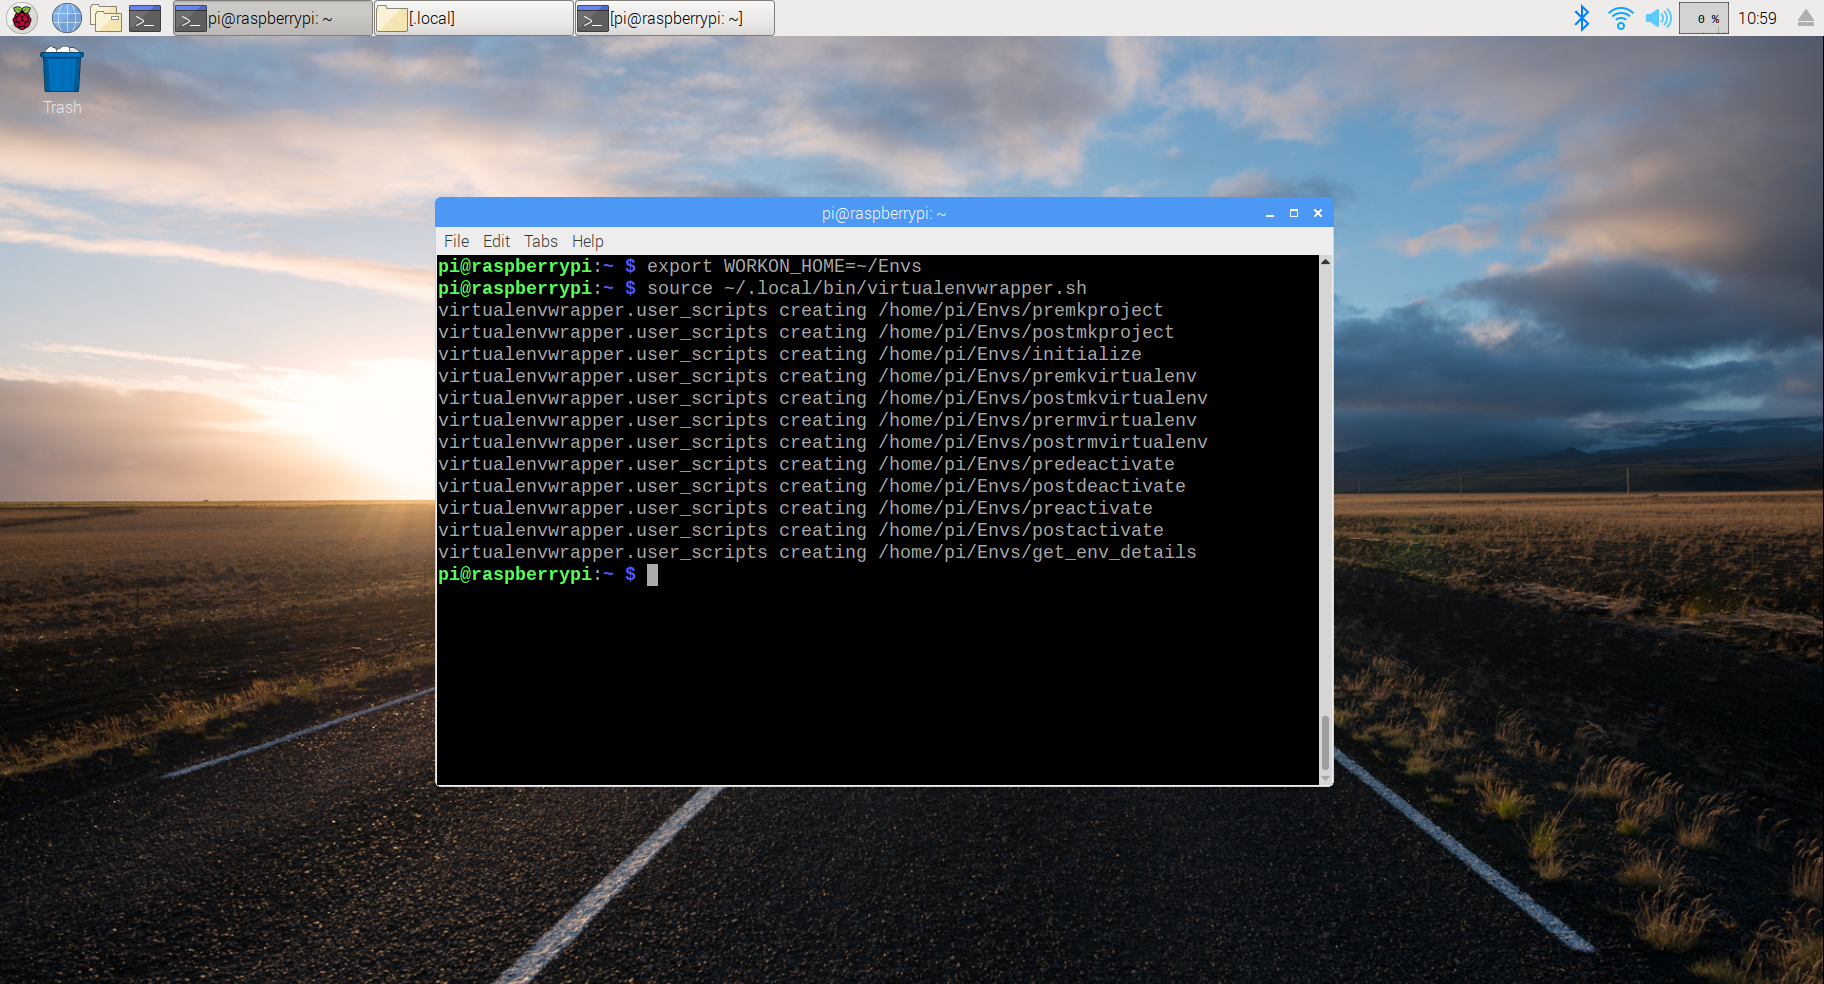 pi@raspberrypi: ~
[.local]
[pi@raspberrypi: ~]
0 %
10:59
Trash
pi@raspberrypi: ~
File Edit Tabs Help
pi@raspberrypi:~ $ export WORKON_HOME=~/Envs
pi@raspberrypi:~ $ source ~/.local/bin/virtualenvwrapper.sh
virtualenvwrapper.user_scripts creating /home/pi/Envs/premkproject
virtualenvwrapper.user_scripts creating /home/pi/Envs/postmkproject
virtualenvwrapper.user_scripts creating /home/pi/Envs/initialize
virtualenvwrapper.user_scripts creating /home/pi/Envs/premkvirtualenv
virtualenvwrapper.user_scripts creating /home/pi/Envs/postmkvirtualenv
virtualenvwrapper.user_scripts creating /home/pi/Envs/prermvirtualenv
virtualenvwrapper.user_scripts creating /home/pi/Envs/postrmvirtualenv
virtualenvwrapper.user_scripts creating /home/pi/Envs/predeactivate
virtualenvwrapper.user_scripts creating /home/pi/Envs/postdeactivate
virtualenvwrapper.user_scripts creating /home/pi/Envs/preactivate
virtualenvwrapper.user_scripts creating /home/pi/Envs/postactivate
virtualenvwrapper.user_scripts creating /home/pi/Envs/get_env_details
pi@raspberrypi:~ $